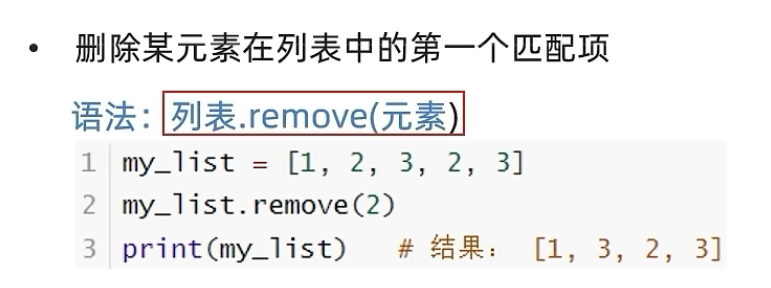 • 删除某元素在列表中的第一个匹配项
语法：列表.remove(元素)
1 my_list = [1, 2, 3, 2, 3]
2 my_list.remove(2)
3 print(my_list)   # 结果： [1, 3, 2, 3]